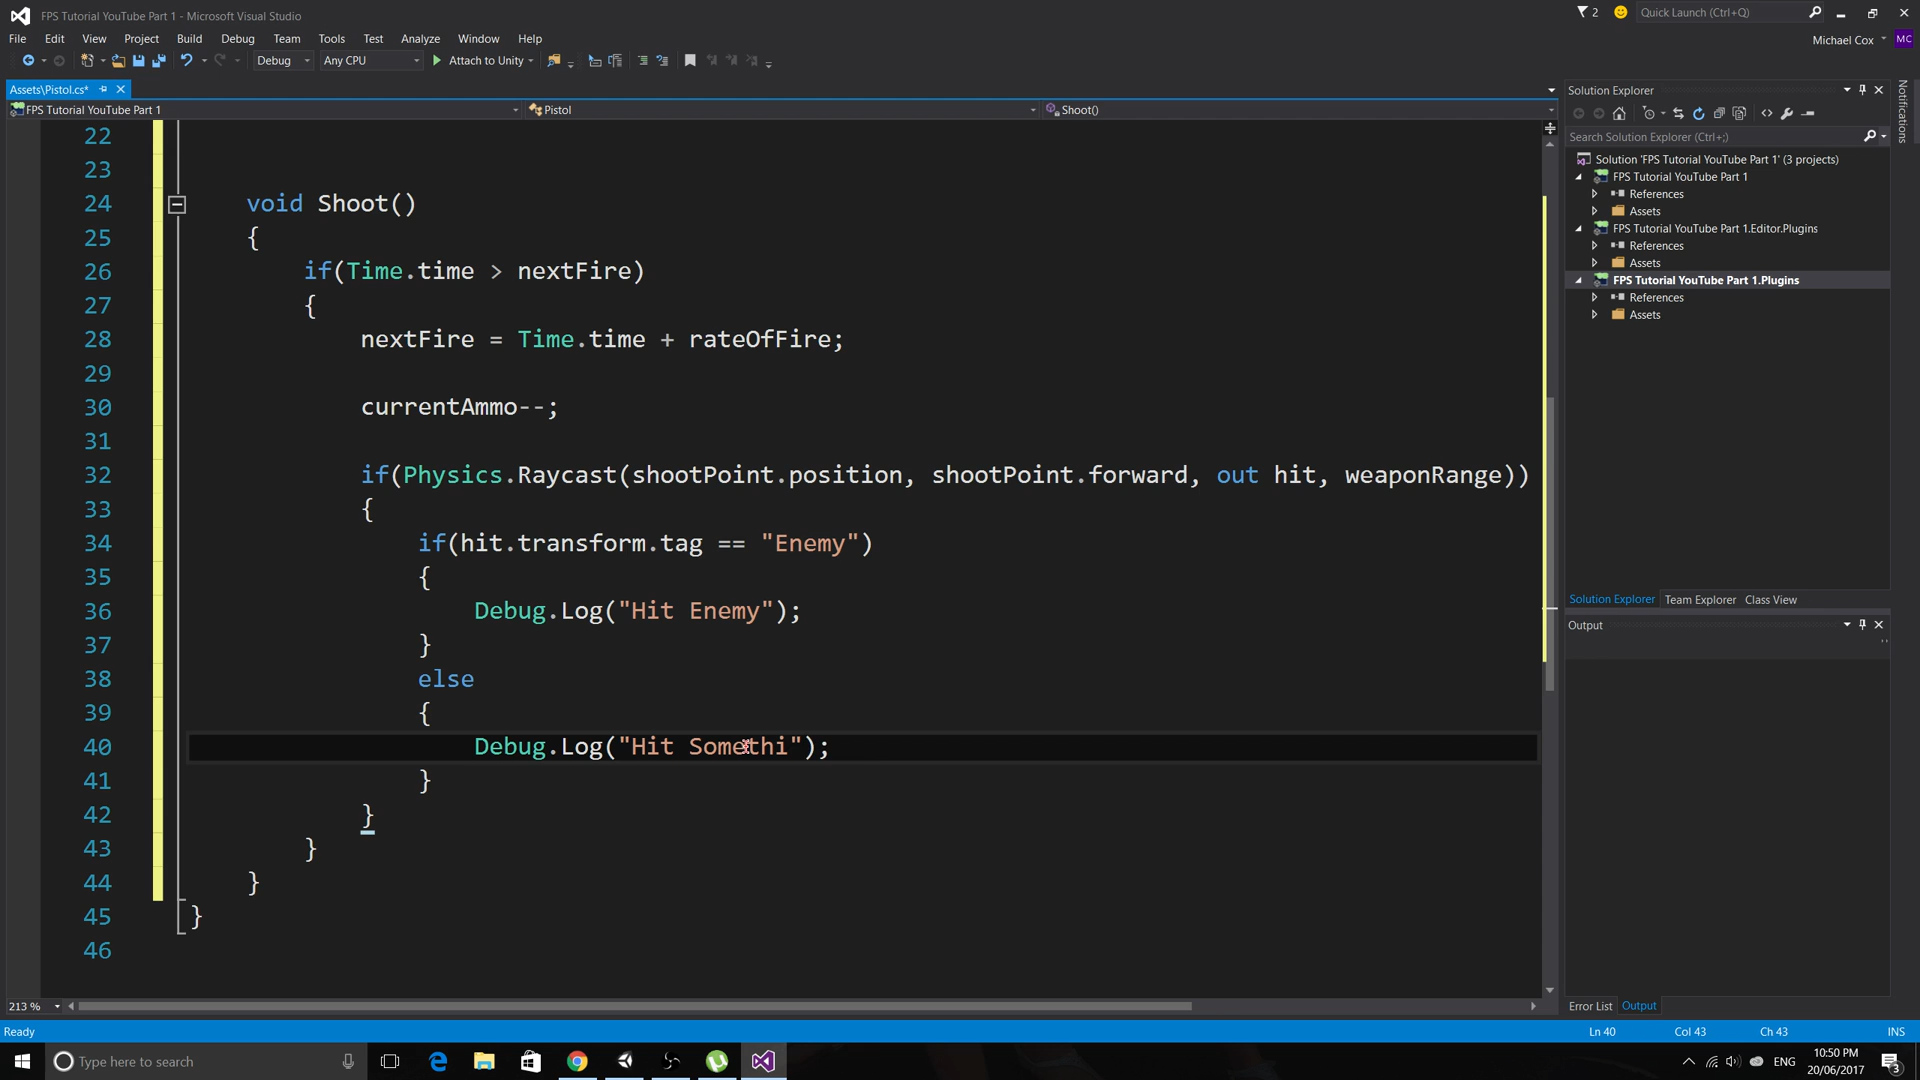 FPS Tutorial YouTube Part 1 - Microsoft Visual Studio
2
Quick Launch (Ctrl+Q)
File Edit View Project Build Debug Team Tools Test Analyze Window Help
Michael Cox MC
Debug Any CPU Attach to Unity
Assets\Pistol.cs*
FPS Tutorial YouTube Part 1 Pistol Shoot()
22
23
24 void Shoot()
25 {
26 if(Time.time > nextFire)
27 {
28 nextFire = Time.time + rateOfFire;
29
30 currentAmmo--;
31
32 if(Physics.Raycast(shootPoint.position, shootPoint.forward, out hit, weaponRange))
33 {
34 if(hit.transform.tag == "Enemy")
35 {
36 Debug.Log("Hit Enemy");
37 }
38 else
39 {
40 Debug.Log("Hit Somethi");
41 }
42 }
43 }
44 }
45 }
46
213 %
Solution Explorer
Search Solution Explorer (Ctrl+;)
Solution 'FPS Tutorial YouTube Part 1' (3 projects)
FPS Tutorial YouTube Part 1
References
Assets
FPS Tutorial YouTube Part 1.Editor.Plugins
References
Assets
FPS Tutorial YouTube Part 1.Plugins
References
Assets
Solution Explorer Team Explorer Class View
Output
Error List Output
Notifications
Ready Ln 40 Col 43 Ch 43 INS
Type here to search
ENG
10:50 PM
20/06/2017
3